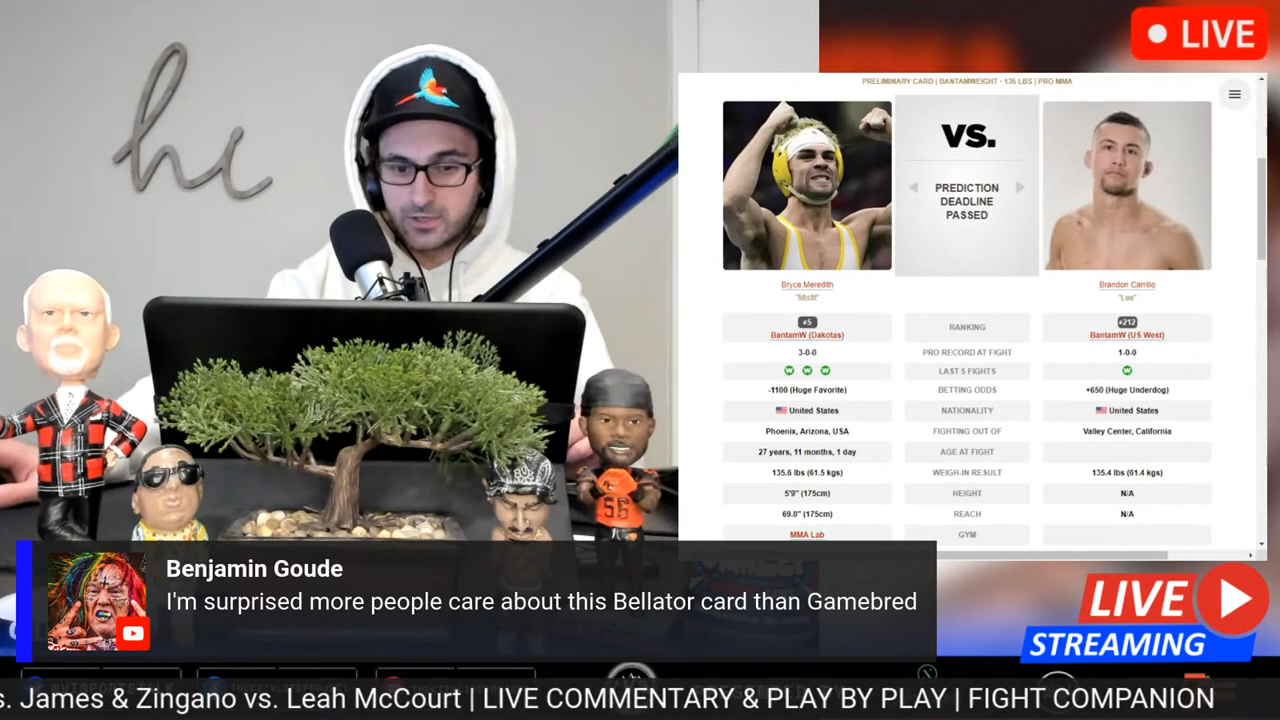 hi
LIVE
PRELIMINARY CARD | BANTAMWEIGHT · 135 LBS | PRO MMA
VS.
PREDICTION
DEADLINE
PASSED
Bryce Meredith
"Misfit"
Brandon Carrillo
"Lee"
#5
BantamW (Dakotas)
RANKING
#212
BantamW (US West)
3-0-0
PRO RECORD AT FIGHT
1-0-0
W W W
LAST 5 FIGHTS
W
-1100 (Huge Favorite)
BETTING ODDS
+650 (Huge Underdog)
United States
NATIONALITY
United States
Phoenix, Arizona, USA
FIGHTING OUT OF
Valley Center, California
27 years, 11 months, 1 day
AGE AT FIGHT
135.6 lbs (61.5 kgs)
WEIGH-IN RESULT
135.4 lbs (61.4 kgs)
5'9" (175cm)
HEIGHT
N/A
69.0" (175cm)
REACH
N/A
MMA Lab
GYM
56
Benjamin Goude
I'm surprised more people care about this Bellator card than Gamebred
LIVE
STREAMING
s. James & Zingano vs. Leah McCourt | LIVE COMMENTARY & PLAY BY PLAY | FIGHT COMPANION